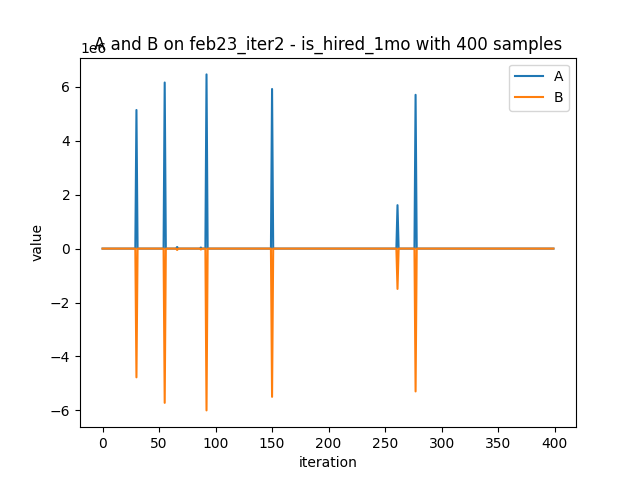 A and B on feb23_iter2 - is_hired_1mo with 400 samples
1e6
A
B
6
4
2
0
−2
−4
−6
value
0 50 100 150 200 250 300 350 400
iteration